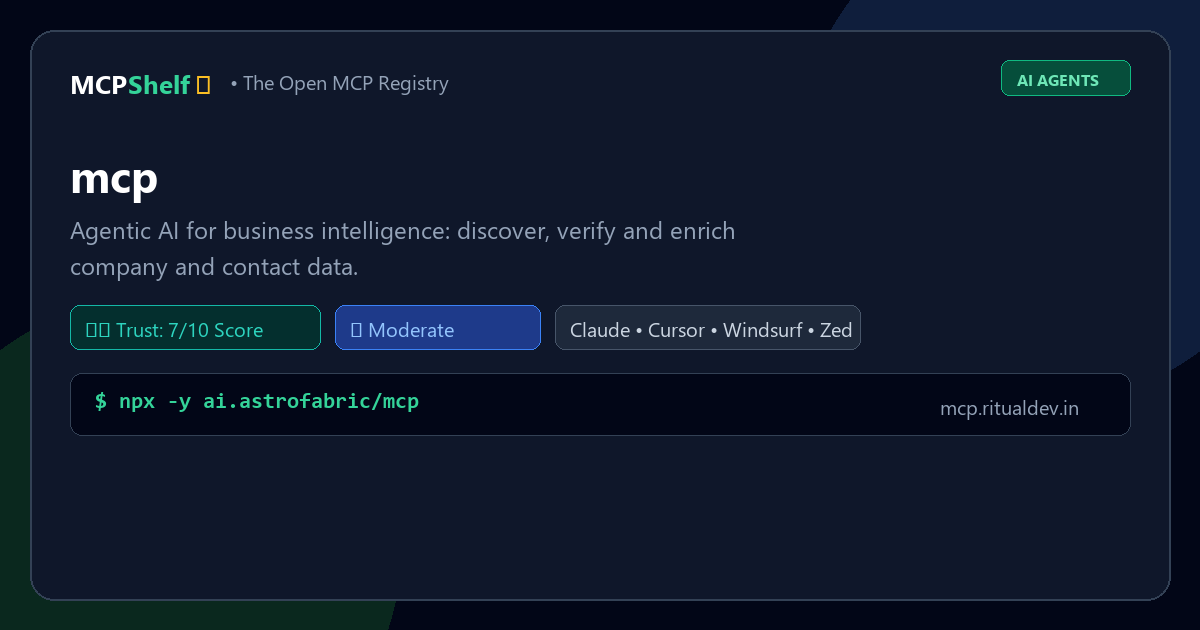 MCPShelf • The Open MCP Registry
AI AGENTS
mcp
Agentic AI for business intelligence: discover, verify and enrich
company and contact data.
Trust: 7/10 Score
Moderate
Claude • Cursor • Windsurf • Zed
$ npx -y ai.astrofabric/mcp
mcp.ritualdev.in